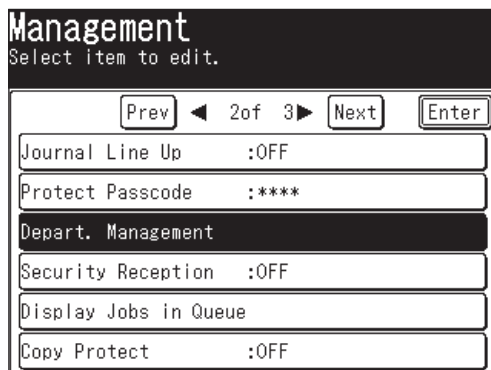 Management
Select item to edit.
Prev ◀ 2of 3▶ Next Enter
Journal Line Up :OFF
Protect Passcode :****
Depart. Management
Security Reception :OFF
Display Jobs in Queue
Copy Protect :OFF